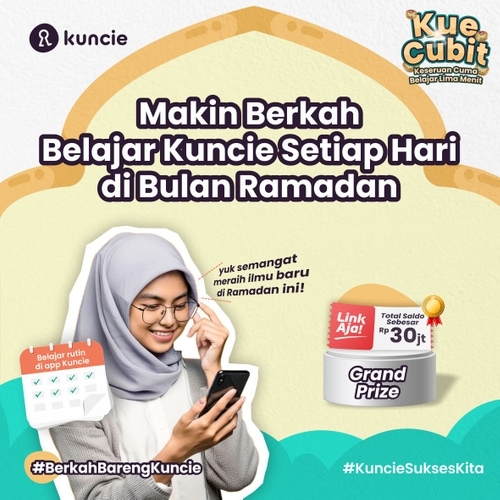 kuncie
Kue
Cubit
Keseruan Cuma
Belajar Lima Menit
Makin Berkah
Belajar Kuncie Setiap Hari
di Bulan Ramadan
yuk semangat
meraih ilmu baru
di Ramadan ini!
Belajar rutin
di app Kuncie
Link
Aja!
Total Saldo
Sebesar
Rp 30jt
Grand
Prize
#BerkahBarengKuncie
#KuncieSuksesKita